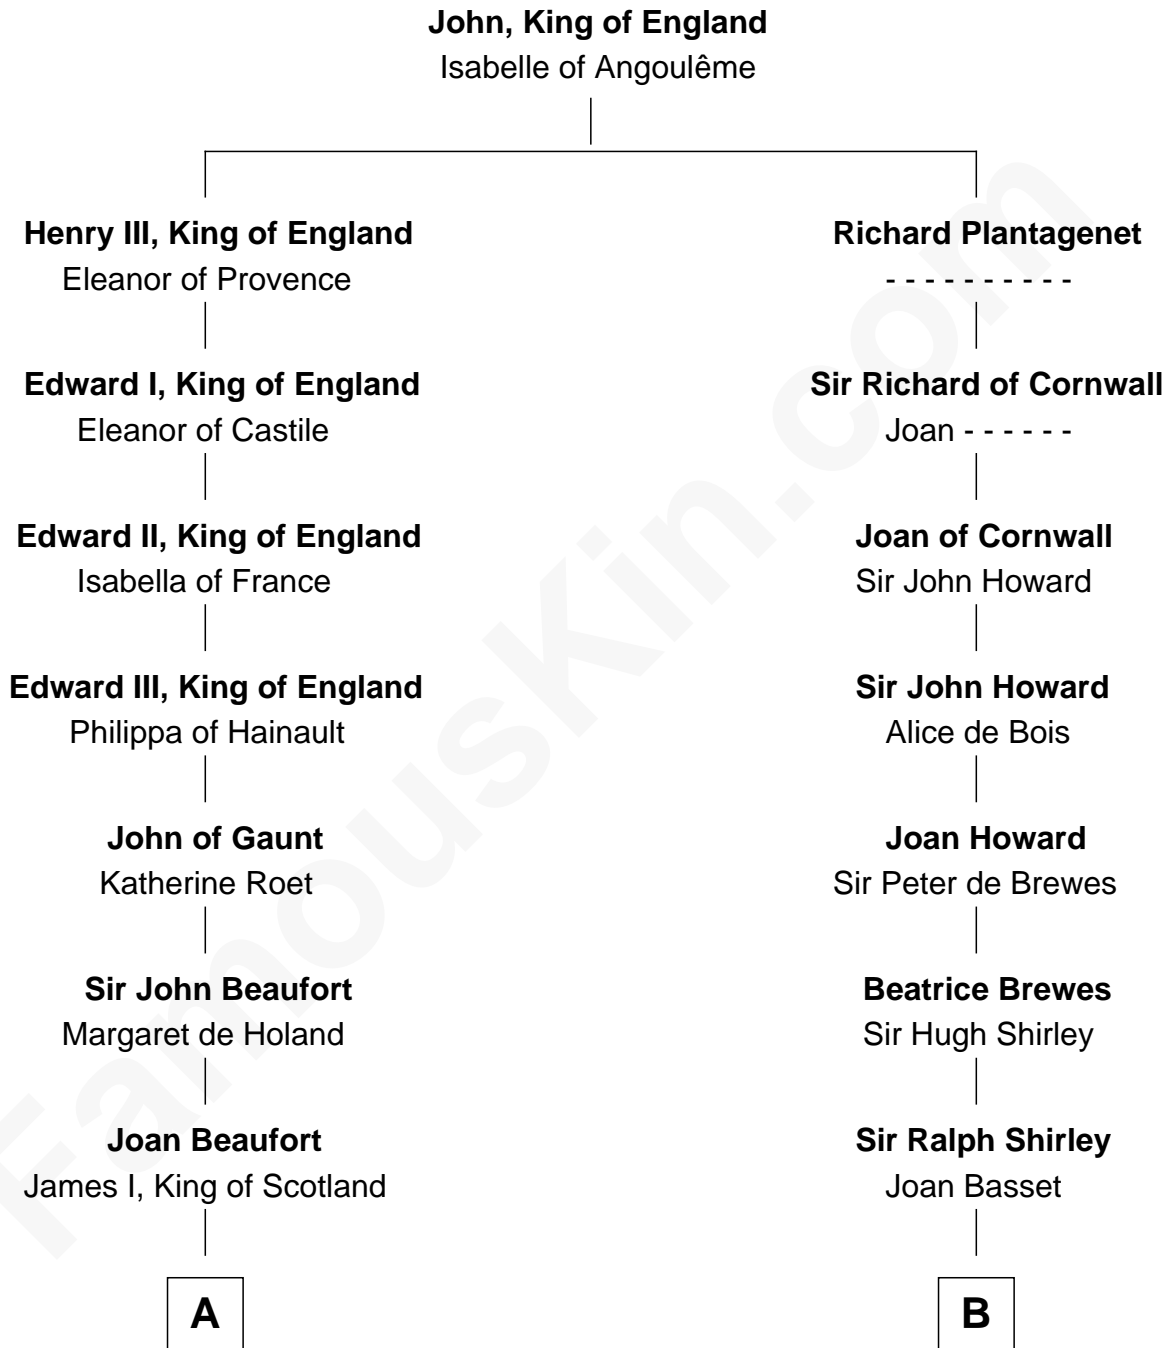 John, King of England
Isabelle of Angoulême
Henry III, King of England
Eleanor of Provence
Richard Plantagenet
- - - - - - - - - -
Edward I, King of England
Eleanor of Castile
Sir Richard of Cornwall
Joan - - - - - -
Edward II, King of England
Isabella of France
Joan of Cornwall
Sir John Howard
Edward III, King of England
Philippa of Hainault
Sir John Howard
Alice de Bois
John of Gaunt
Katherine Roet
Joan Howard
Sir Peter de Brewes
Sir John Beaufort
Margaret de Holand
Beatrice Brewes
Sir Hugh Shirley
Joan Beaufort
James I, King of Scotland
Sir Ralph Shirley
Joan Basset
A
B
FamousKin.com